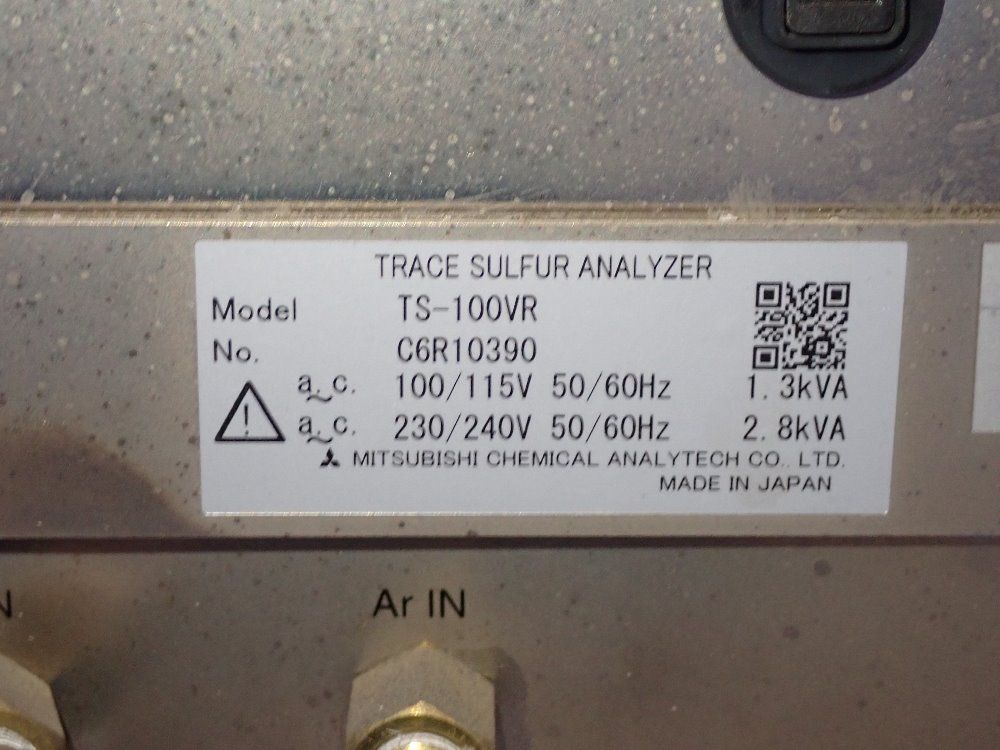 TRACE SULFUR ANALYZER
Model TS-100VR
No. C6R10390
a.c. 100/115V 50/60Hz 1.3kVA
a.c. 230/240V 50/60Hz 2.8kVA
MITSUBISHI CHEMICAL ANALYTECH CO., LTD.
MADE IN JAPAN
Ar IN